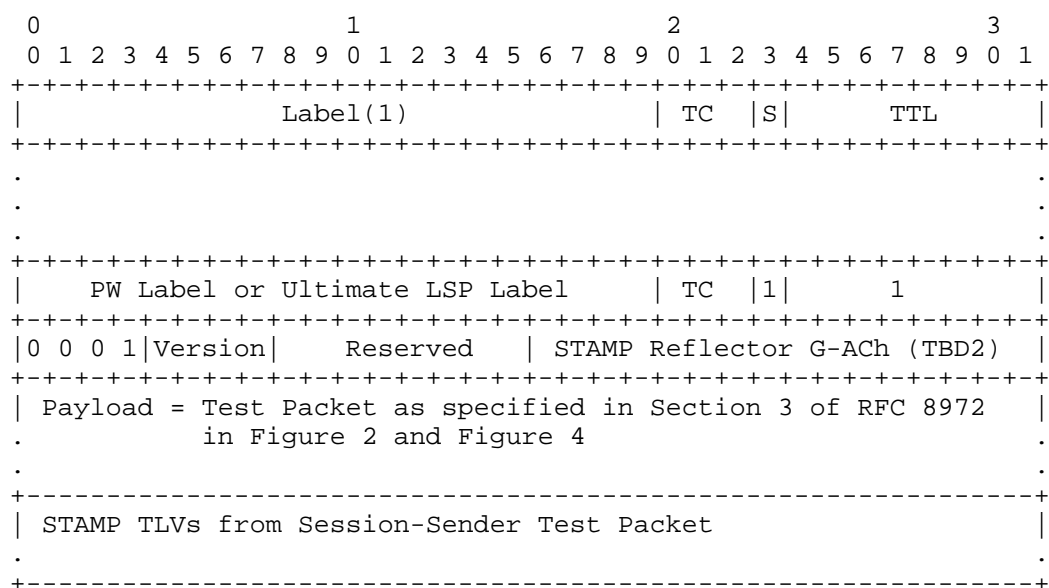 0                   1                   2                   3
 0 1 2 3 4 5 6 7 8 9 0 1 2 3 4 5 6 7 8 9 0 1 2 3 4 5 6 7 8 9 0 1
+-+-+-+-+-+-+-+-+-+-+-+-+-+-+-+-+-+-+-+-+-+-+-+-+-+-+-+-+-+-+-+-+
|                Label(1)               | TC  |S|      TTL      |
+-+-+-+-+-+-+-+-+-+-+-+-+-+-+-+-+-+-+-+-+-+-+-+-+-+-+-+-+-+-+-+-+
.                                                               .
.                                                               .
.                                                               .
+-+-+-+-+-+-+-+-+-+-+-+-+-+-+-+-+-+-+-+-+-+-+-+-+-+-+-+-+-+-+-+-+
|    PW Label or Ultimate LSP Label     | TC  |1|      1        |
+-+-+-+-+-+-+-+-+-+-+-+-+-+-+-+-+-+-+-+-+-+-+-+-+-+-+-+-+-+-+-+-+
|0 0 0 1|Version|    Reserved   | STAMP Reflector G-ACh (TBD2)  |
+-+-+-+-+-+-+-+-+-+-+-+-+-+-+-+-+-+-+-+-+-+-+-+-+-+-+-+-+-+-+-+-+
| Payload = Test Packet as specified in Section 3 of RFC 8972   |
.           in Figure 2 and Figure 4                            .
.                                                               .
+---------------------------------------------------------------+
| STAMP TLVs from Session-Sender Test Packet                    |
.                                                               .
+---------------------------------------------------------------+